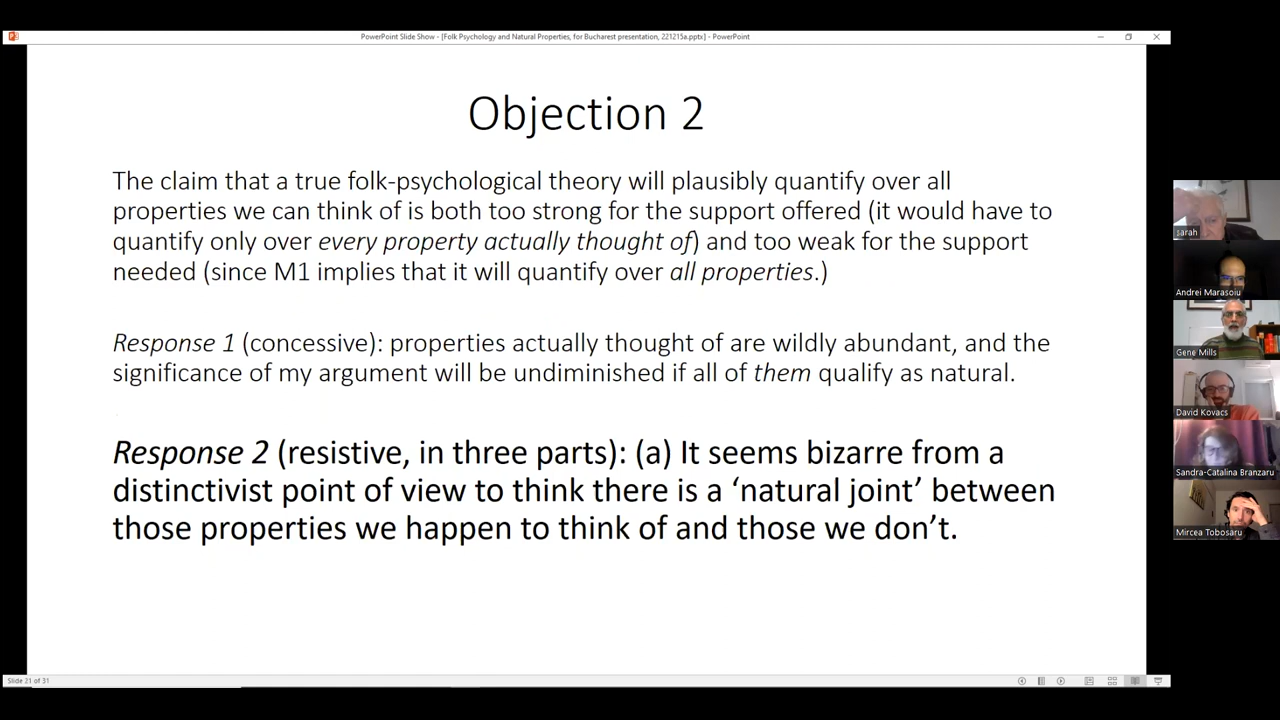 PowerPoint Slide Show - [Folk Psychology and Natural Properties, for Bucharest presentation, 221215a.pptx] - PowerPoint
Objection 2
The claim that a true folk-psychological theory will plausibly quantify over all
properties we can think of is both too strong for the support offered (it would have to
quantify only over every property actually thought of) and too weak for the support
needed (since M1 implies that it will quantify over all properties.)
Response 1 (concessive): properties actually thought of are wildly abundant, and the
significance of my argument will be undiminished if all of them qualify as natural.
Response 2 (resistive, in three parts): (a) It seems bizarre from a
distinctivist point of view to think there is a ‘natural joint’ between
those properties we happen to think of and those we don’t.
sarah
Andrei Marasoiu
Gene Mills
David Kovacs
Sandra-Catalina Branzaru
Mircea Tobosaru
Slide 21 of 31